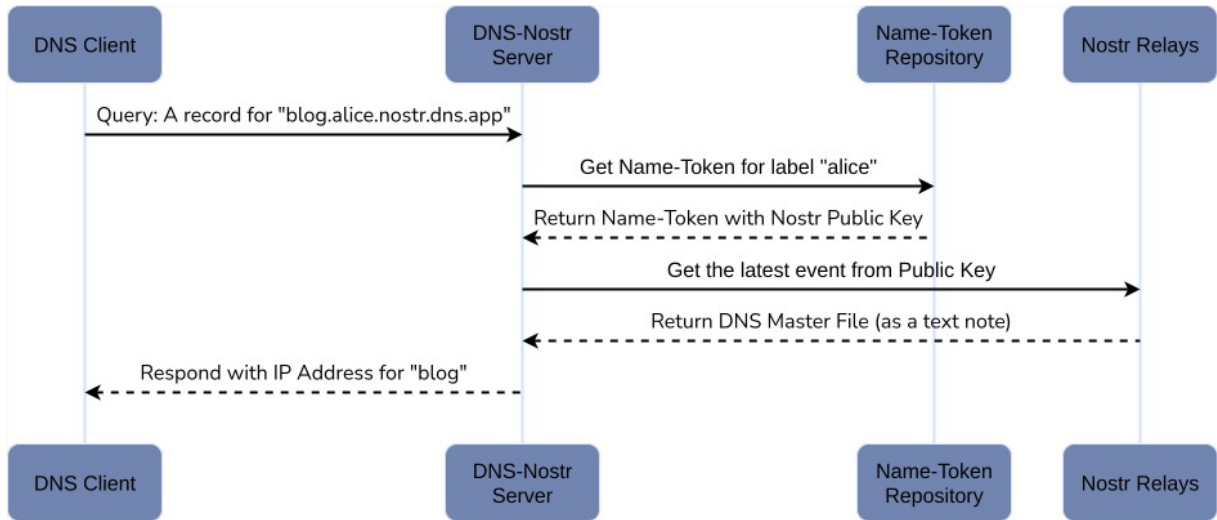 DNS Client
DNS-Nostr
Server
Name-Token
Repository
Nostr Relays
Query: A record for "blog.alice.nostr.dns.app"
Get Name-Token for label "alice"
Return Name-Token with Nostr Public Key
Get the latest event from Public Key
Return DNS Master File (as a text note)
Respond with IP Address for "blog"
DNS Client
DNS-Nostr
Server
Name-Token
Repository
Nostr Relays